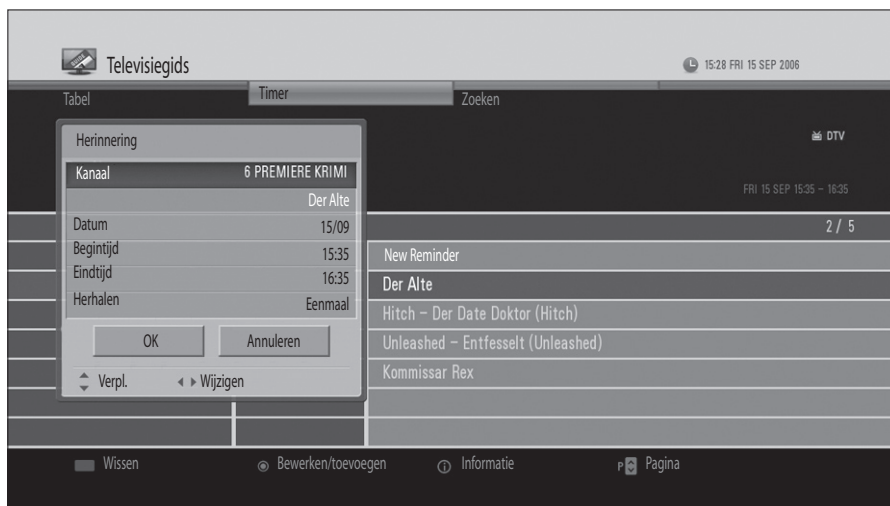 Televisiegids
15:28 FRI 15 SEP 2006
Tabel
Timer
Zoeken
Herinnering
DTV
Kanaal 6 PREMIERE KRIMI
Der Alte
FRI 15 SEP 15:35 – 16:35
Datum 15/09
2 / 5
Begintijd 15:35
Eindtijd 16:35
Herhalen Eenmaal
New Reminder
Der Alte
Hitch – Der Date Doktor (Hitch)
Unleashed – Entfesselt (Unleashed)
Kommissar Rex
OK Annuleren
Verpl. Wijzigen
Wissen Bewerken/toevoegen Informatie P Pagina